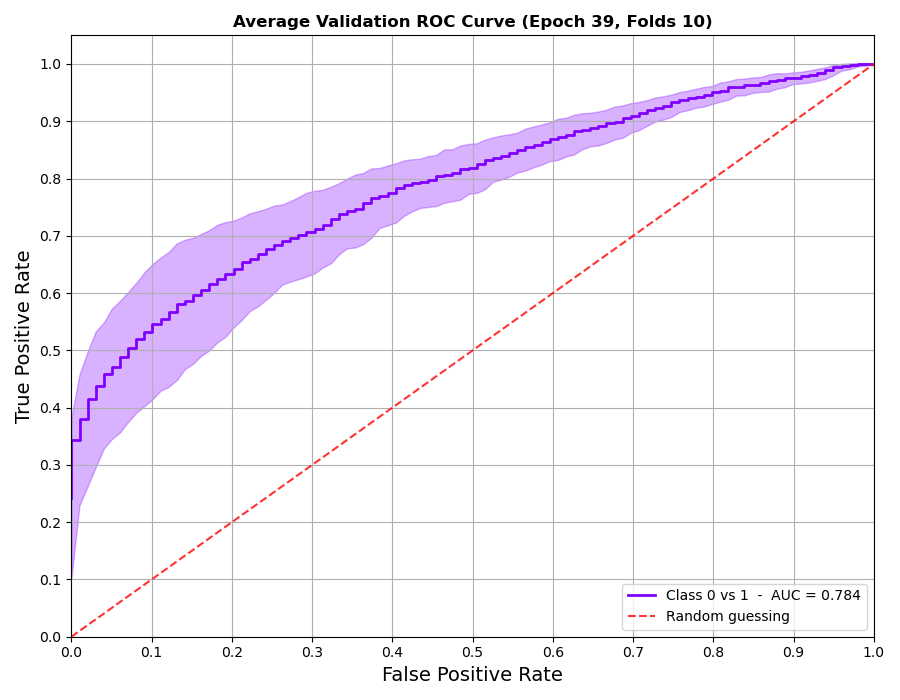 Average Validation ROC Curve (Epoch 39, Folds 10)
True Positive Rate
1.0
0.9
0.8
0.7
0.6
0.5
0.4
0.3
0.2
0.1
0.0
Class 0 vs 1 - AUC = 0.784
Random guessing
0.0 0.1 0.2 0.3 0.4 0.5 0.6 0.7 0.8 0.9 1.0
False Positive Rate